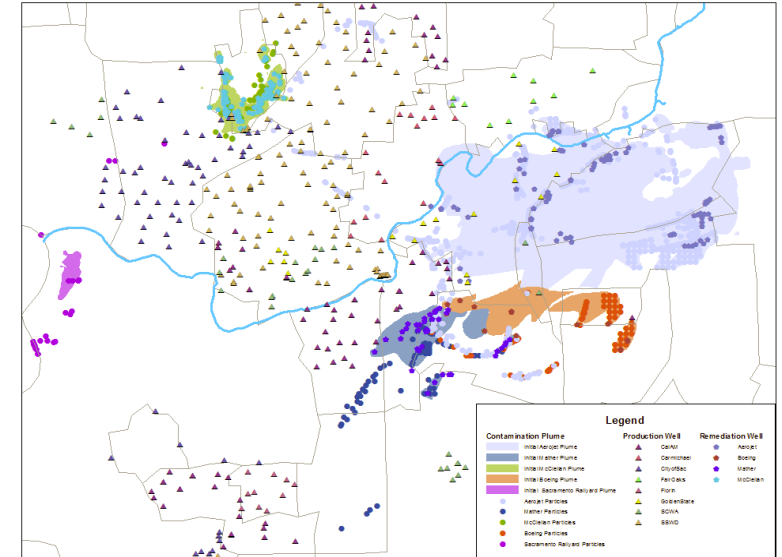 Legend
Contamination Plume
Initial Aerojet Plume
Initial Mather Plume
Initial McClellan Plume
Initial Boeing Plume
Initial Sacramento Railyard Plume
Aerojet Particles
Mather Particles
McClellan Particles
Boeing Particles
Sacramento Railyard Particles
Production Well
CalAM
Carmichael
CityofSac
FairOaks
Florin
GoldenState
SCWA
SSWD
Remediation Well
Aerojet
Boeing
Mather
McClellan